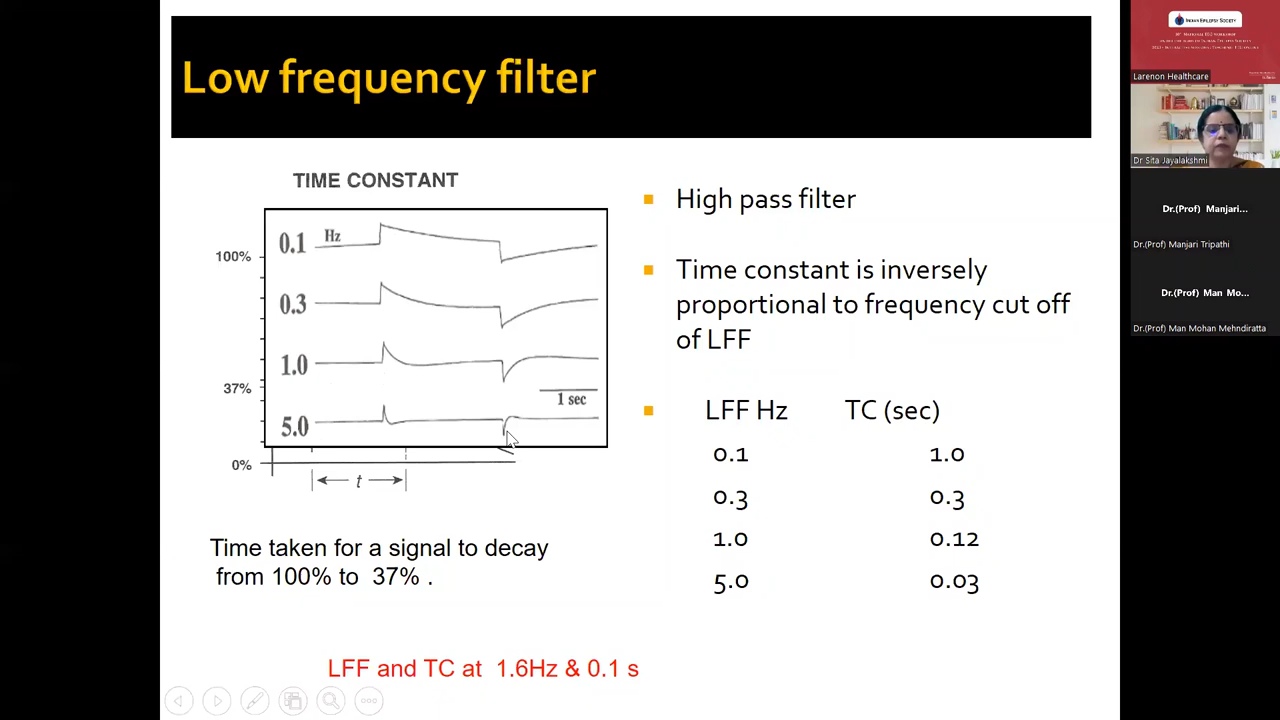 Low frequency filter
TIME CONSTANT
100%
37%
0%
0.1 Hz
0.3
1.0
5.0
1 sec
t
Time taken for a signal to decay
from 100% to 37% .
High pass filter
Time constant is inversely
proportional to frequency cut off
of LFF
LFF Hz TC (sec)
0.1 1.0
0.3 0.3
1.0 0.12
5.0 0.03
LFF and TC at 1.6Hz & 0.1 s
INDIAN EPILEPSY SOCIETY
Larenon Healthcare
Dr Sita Jayalakshmi
Dr.(Prof) Manjari...
Dr.(Prof) Manjari Tripathi
Dr.(Prof) Man Mo...
Dr.(Prof) Man Mohan Mehndiratta